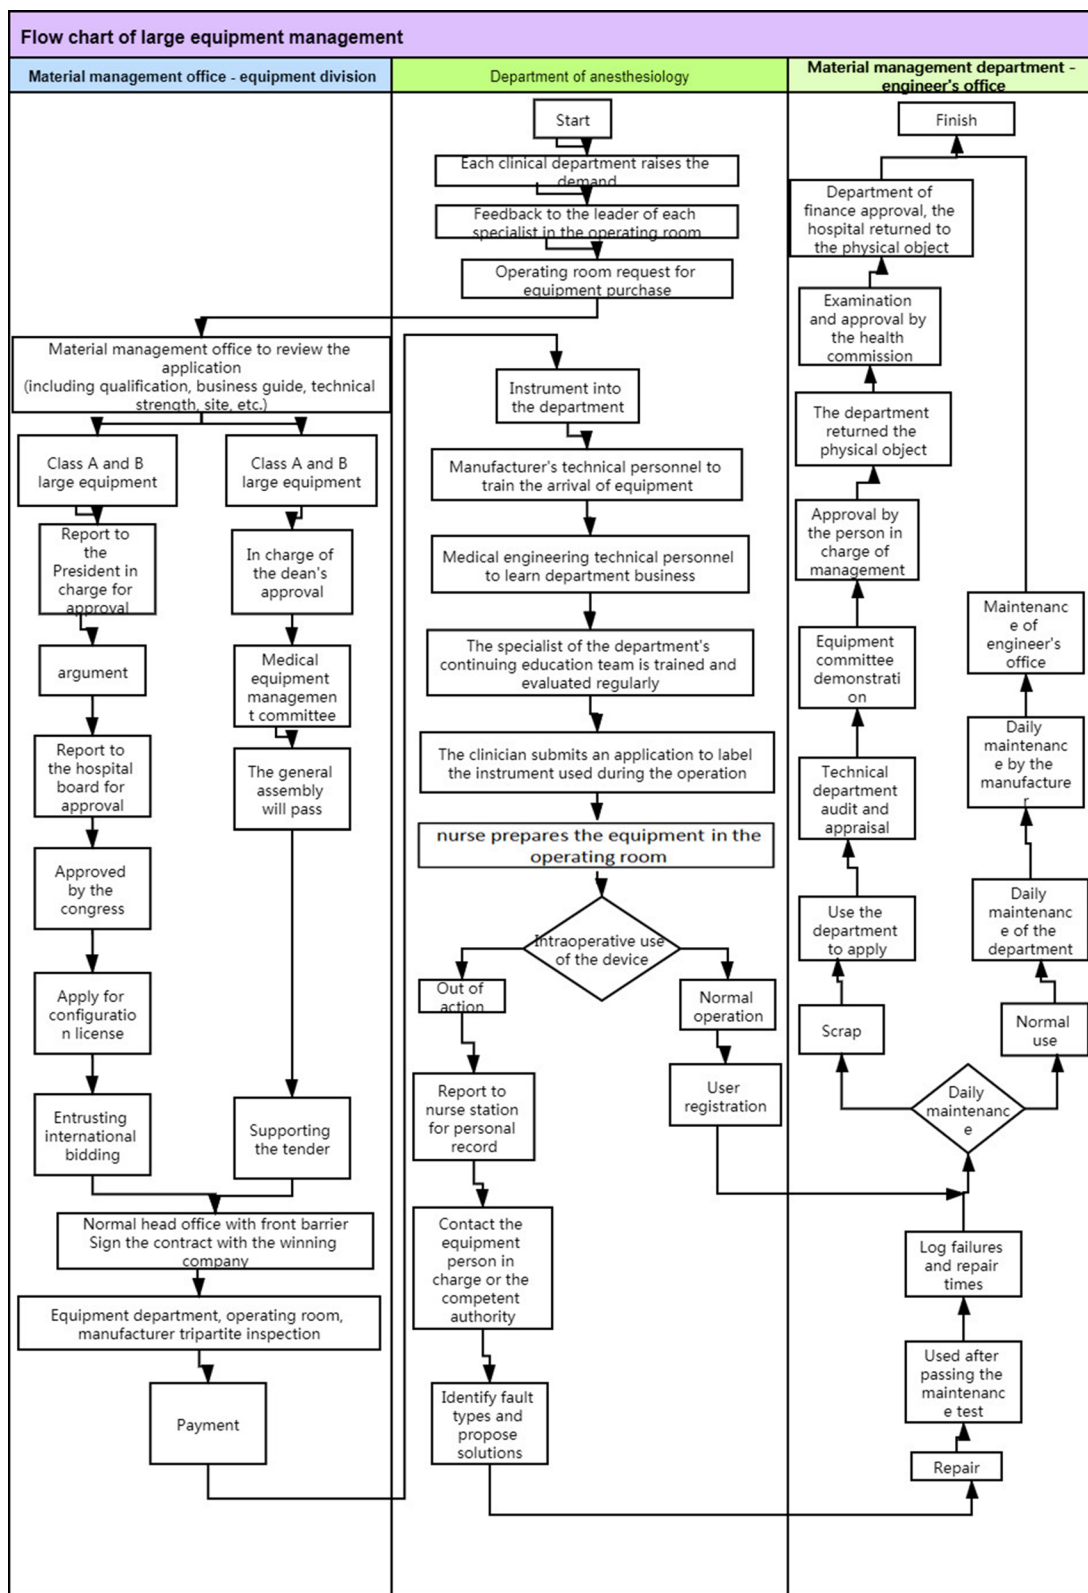 Flow chart of large equipment management
Material management office - equipment division
Department of anesthesiology
Material management department -
engineer's office
Start
Each clinical department raises the
demand
Feedback to the leader of each
specialist in the operating room
Operating room request for
equipment purchase
Material management office to review the
application
(including qualification, business guide, technical
strength, site, etc.)
Class A and B
large equipment
Class A and B
large equipment
Report to
the
President in
charge for
approval
In charge of
the dean's
approval
argument
Medical
equipment
managemen
t committee
Report to
the hospital
board for
approval
The general
assembly
will pass
Approved
by the
congress
Apply for
configuratio
n license
Entrusting
international
bidding
Supporting
the tender
Normal head office with front barrier
Sign the contract with the winning
company
Equipment department, operating room,
manufacturer tripartite inspection
Payment
Instrument into
the department
Manufacturer's technical personnel to
train the arrival of equipment
Medical engineering technical personnel
to learn department business
The specialist of the department's
continuing education team is trained and
evaluated regularly
The clinician submits an application to label
the instrument used during the operation
nurse prepares the equipment in the
operating room
Intraoperative use
of the device
Out of
action
Normal
operation
Report to
nurse station
for personal
record
User
registration
Contact the
equipment
person in
charge or the
competent
authority
Identify fault
types and
propose
solutions
Finish
Department of
finance approval, the
hospital returned to
the physical object
Examination
and approval by
the health
commission
The department
returned the
physical object
Approval by
the person in
charge of
management
Equipment
committee
demonstrati
on
Technical
department
audit and
appraisal
Use the
department
to apply
Scrap
Maintenanc
e of
engineer's
office
Daily
maintenanc
e by the
manufacture
r
Daily
maintenanc
e of the
department
Normal
use
Daily
maintenanc
e
Log failures
and repair
times
Used after
passing the
maintenanc
e test
Repair